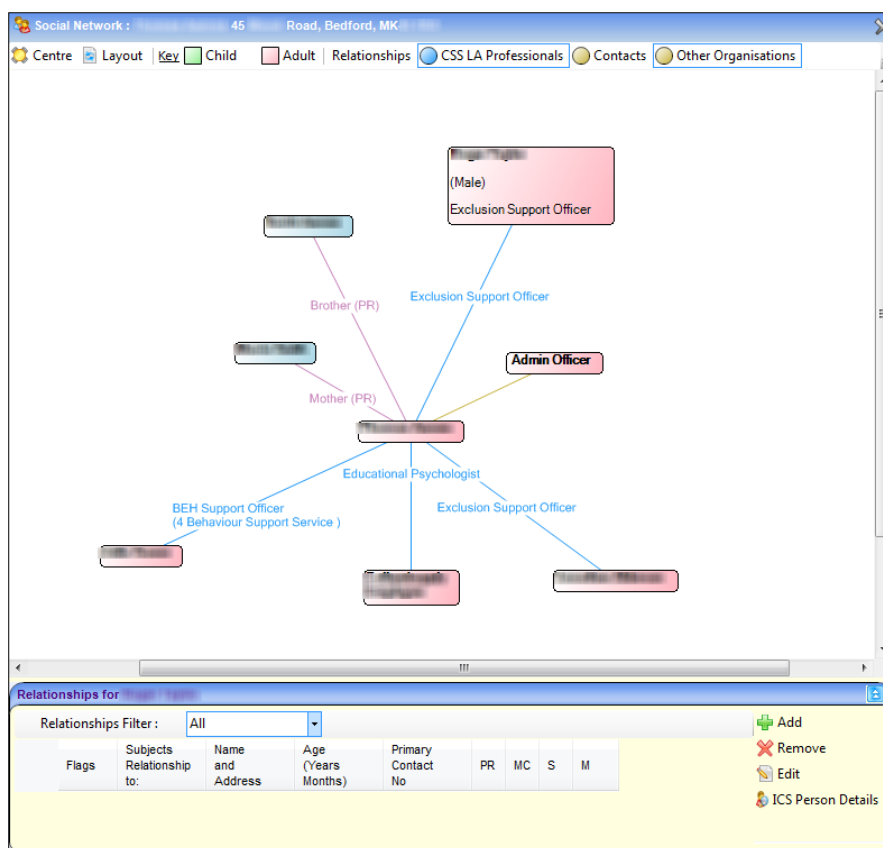 Social Network : 45 Road, Bedford, MK
Centre Layout Key Child Adult Relationships CSS LA Professionals Contacts Other Organisations
(Male)
Exclusion Support Officer
Brother (PR)
Exclusion Support Officer
Admin Officer
Mother (PR)
Educational Psychologist
BEH Support Officer
(4 Behaviour Support Service )
Exclusion Support Officer
Relationships for
Relationships Filter : All
Flags
Subjects
Relationship
to:
Name
and
Address
Age
(Years
Months)
Primary
Contact
No
PR
MC
S
M
Add
Remove
Edit
ICS Person Details